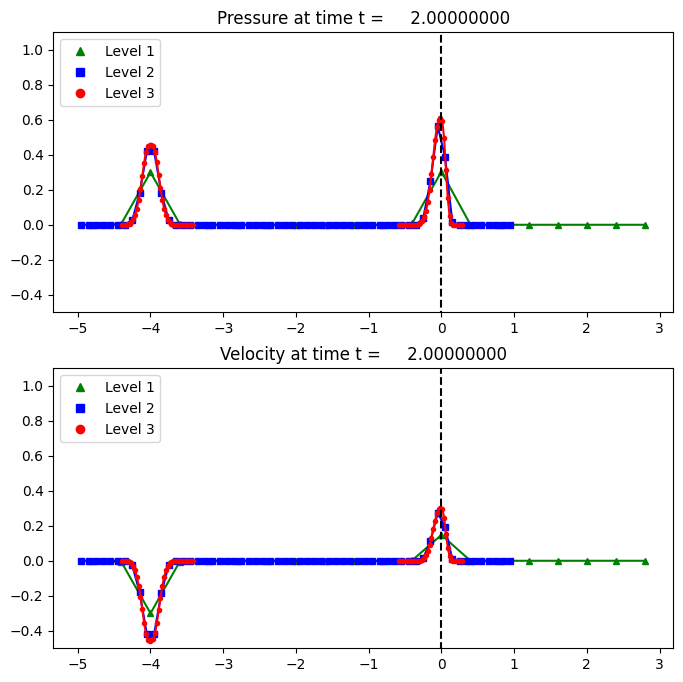 Pressure at time t =     2.00000000
1.0
0.8
0.6
0.4
0.2
0.0
−0.2
−0.4
Level 1
Level 2
Level 3
−5 −4 −3 −2 −1 0 1 2 3
Velocity at time t =     2.00000000
1.0
0.8
0.6
0.4
0.2
0.0
−0.2
−0.4
Level 1
Level 2
Level 3
−5 −4 −3 −2 −1 0 1 2 3